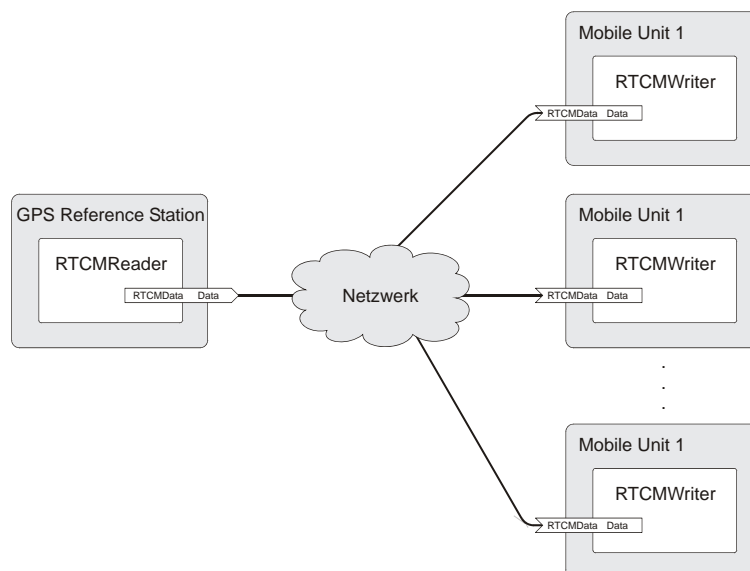 GPS Reference Station
RTCMReader
RTCMData Data
Netzwerk
Mobile Unit 1
RTCMWriter
RTCMData Data
Mobile Unit 1
RTCMWriter
RTCMData Data
. 
. 
. 
Mobile Unit 1
RTCMWriter
RTCMData Data